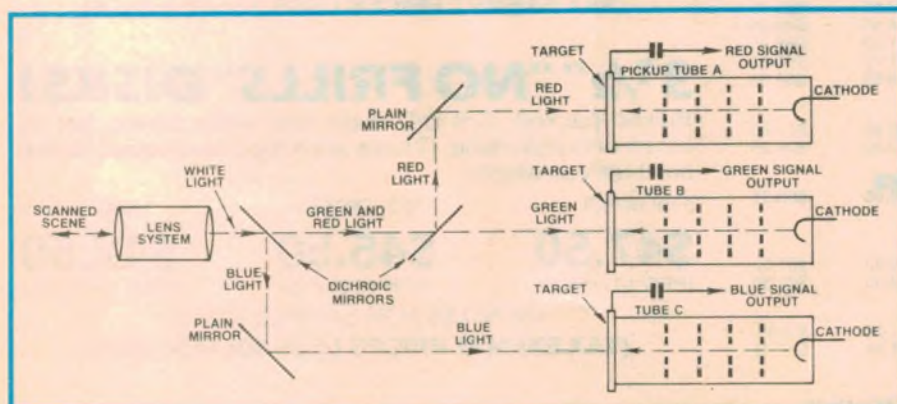 TARGET
RED SIGNAL
OUTPUT
PICKUP TUBE A
RED
LIGHT
CATHODE
PLAIN
MIRROR
WHITE
LIGHT
RED
LIGHT
TARGET
GREEN SIGNAL
OUTPUT
TUBE B
SCANNED
SCENE
LENS
SYSTEM
GREEN AND
RED LIGHT
GREEN
LIGHT
CATHODE
BLUE
LIGHT
DICHROIC
MIRRORS
TARGET
BLUE SIGNAL
OUTPUT
TUBE C
PLAIN
MIRROR
BLUE
LIGHT
CATHODE